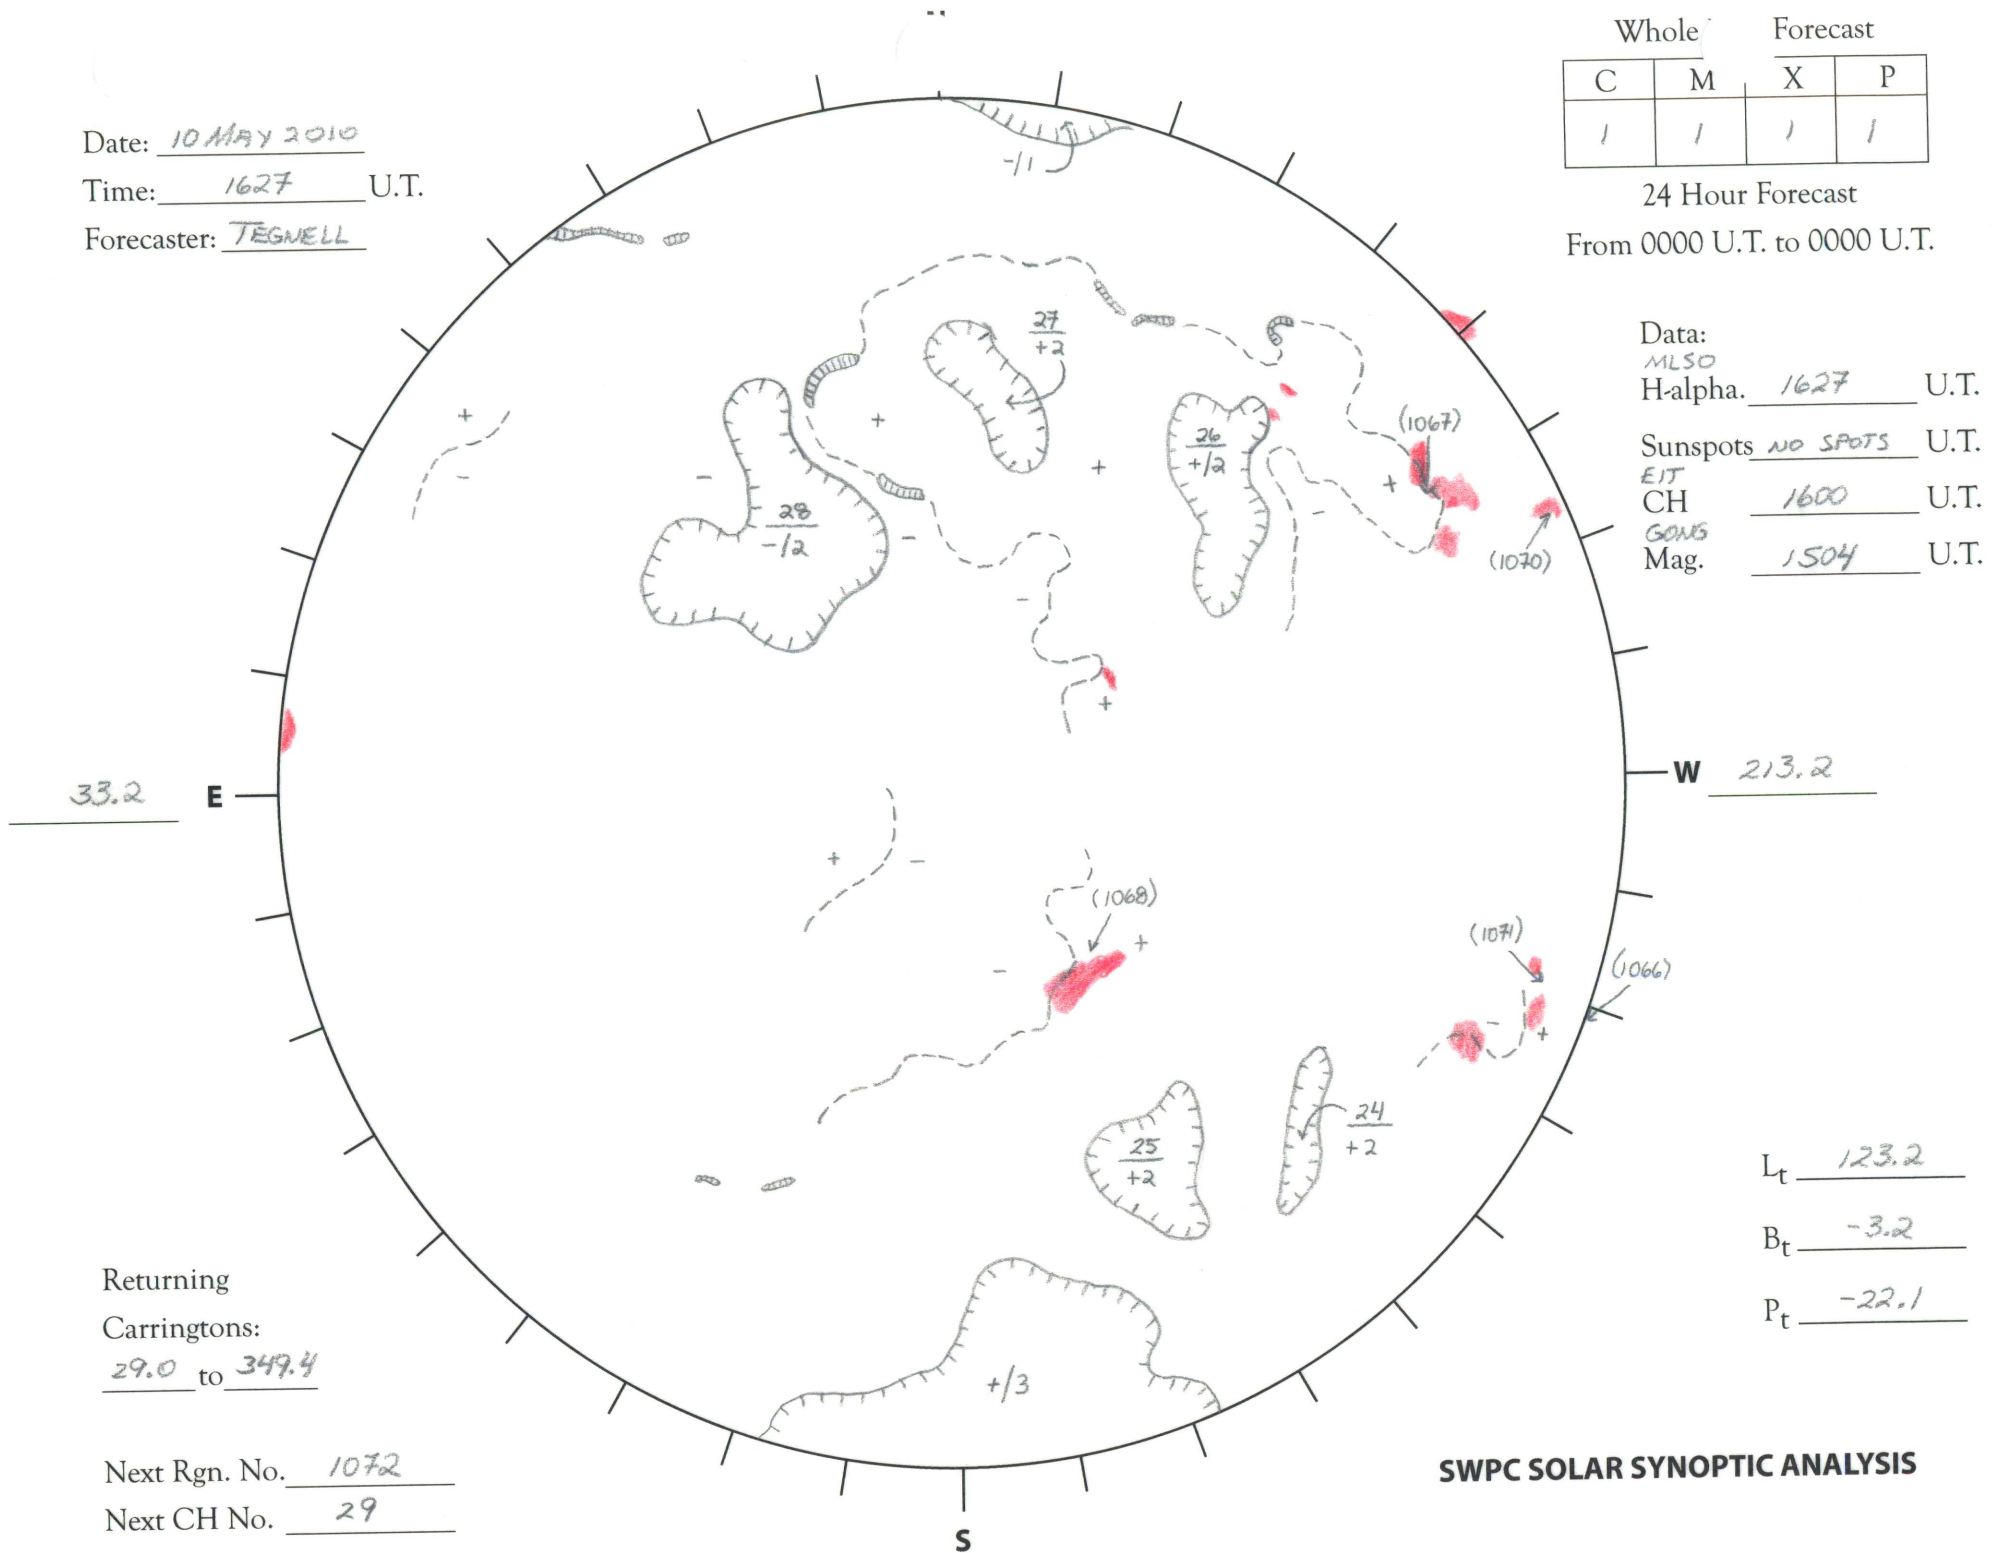 Whole Forecast
C M X P
1 1 1 1
24 Hour Forecast
From 0000 U.T. to 0000 U.T.
Date: 10 MAY 2010
Time: 1627 U.T.
Forecaster: TEGNELL
-/1
27
+2
Data:
MLSO
H-alpha. 1627 U.T.
Sunspots NO SPOTS U.T.
EIT
CH 1600 U.T.
GONG
Mag. 1504 U.T.
+
-
+
-
28
-/2
-
+
26
+/2
(1067)
+
-
(1070)
-
+
33.2 E
W 213.2
+ -
(1068)
- +
(1071)
(1066)
- +
25
+2
24
+2
Lt 123.2
Bt -3.2
Pt -22.1
Returning
Carringtons:
29.0 to 349.4
+/3
Next Rgn. No. 1072
Next CH No. 29
SWPC SOLAR SYNOPTIC ANALYSIS
S